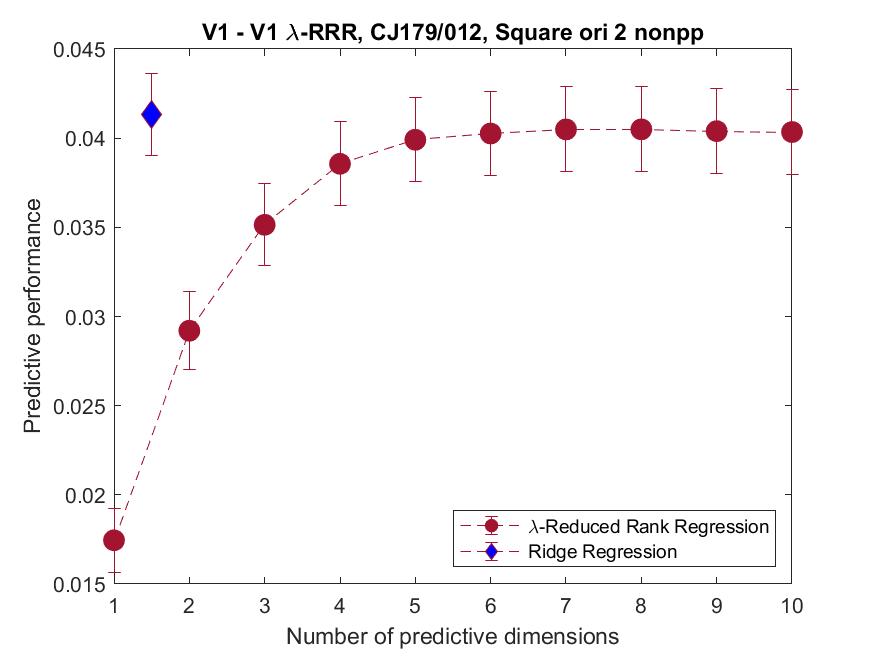 V1 - V1 λ-RRR, CJ179/012, Square ori 2 nonpp
0.045
0.04
0.035
0.03
0.025
0.02
0.015
Predictive performance
λ-Reduced Rank Regression
Ridge Regression
1 2 3 4 5 6 7 8 9 10
Number of predictive dimensions